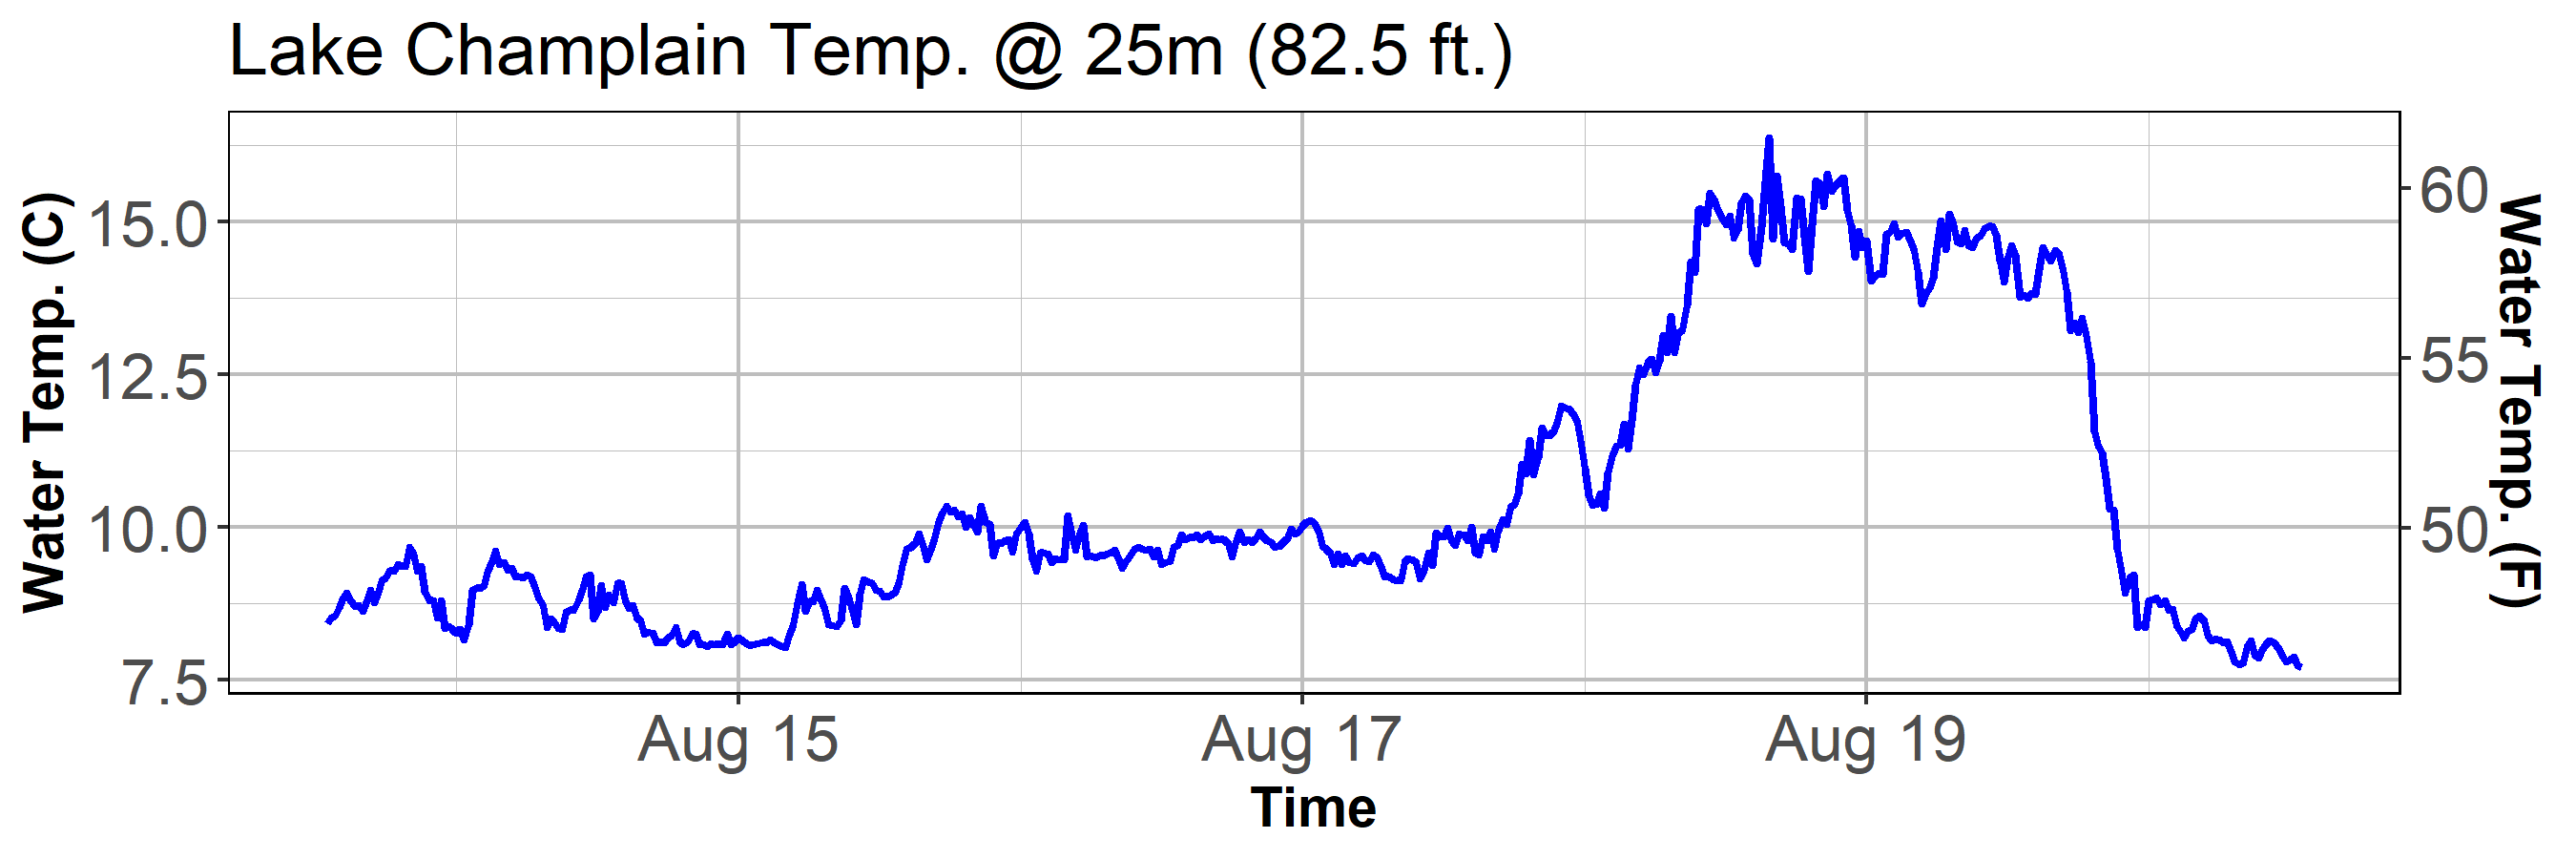 Lake Champlain Temp. @ 25m (82.5 ft.)
Water Temp. (C)
15.0
12.5
10.0
7.5
60
55
50
Water Temp. (F)
Aug 15
Aug 17
Aug 19
Time